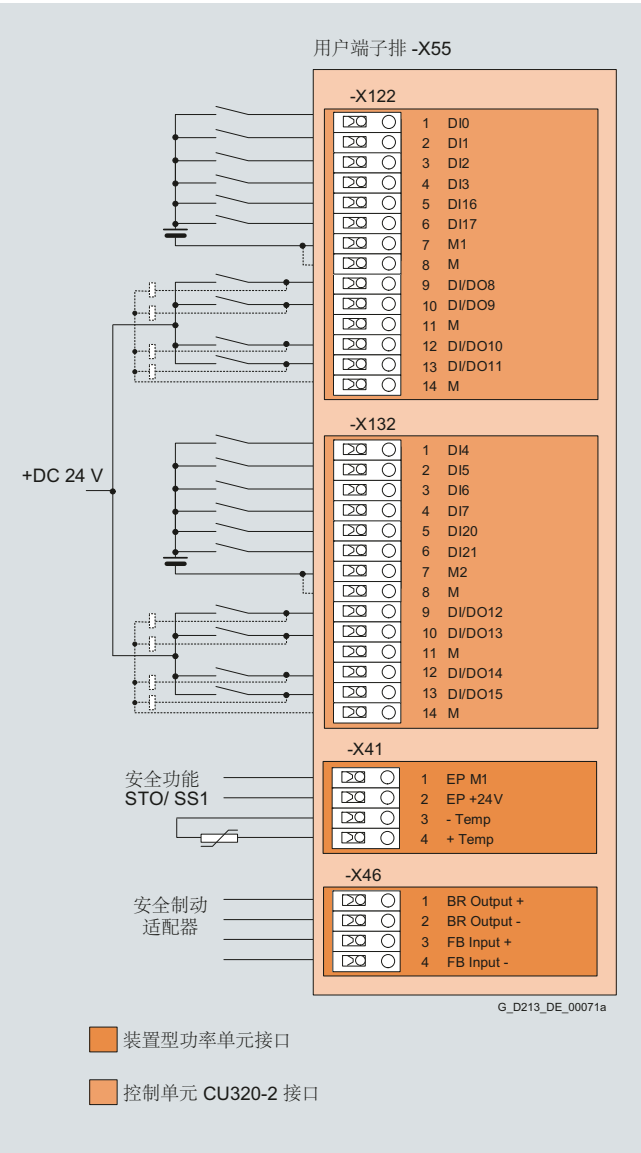 用户端子排 -X55
-X122
1 DI0
2 DI1
3 DI2
4 DI3
5 DI16
6 DI17
7 M1
8 M
9 DI/DO8
10 DI/DO9
11 M
12 DI/DO10
13 DI/DO11
14 M
-X132
+DC 24 V
1 DI4
2 DI5
3 DI6
4 DI7
5 DI20
6 DI21
7 M2
8 M
9 DI/DO12
10 DI/DO13
11 M
12 DI/DO14
13 DI/DO15
14 M
-X41
安全功能
STO/ SS1
1 EP M1
2 EP +24V
3 - Temp
4 + Temp
-X46
安全制动
适配器
1 BR Output +
2 BR Output -
3 FB Input +
4 FB Input -
G_D213_DE_00071a
装置型功率单元接口
控制单元 CU320-2 接口